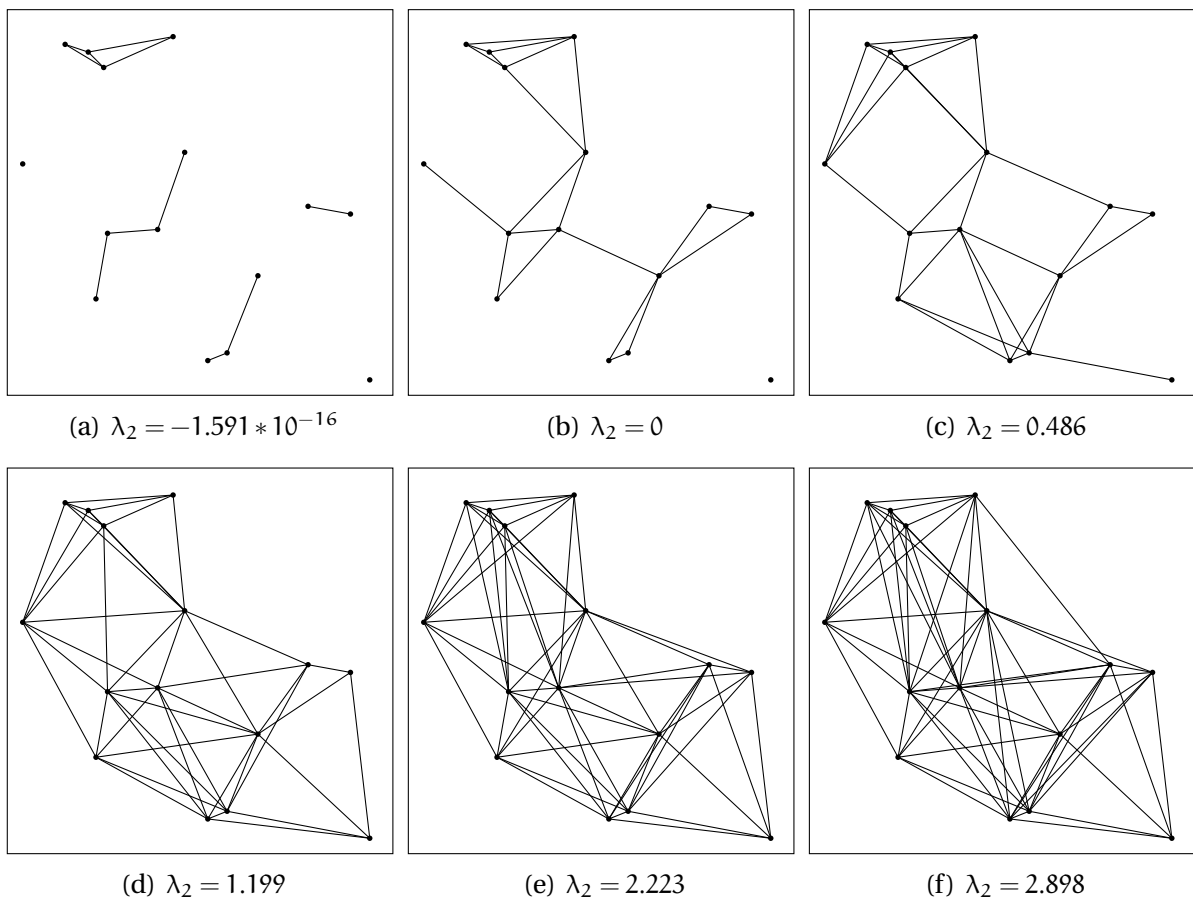 (a) λ₂ = −1.591 ∗ 10⁻¹⁶
(b) λ₂ = 0
(c) λ₂ = 0.486
(d) λ₂ = 1.199
(e) λ₂ = 2.223
(f) λ₂ = 2.898